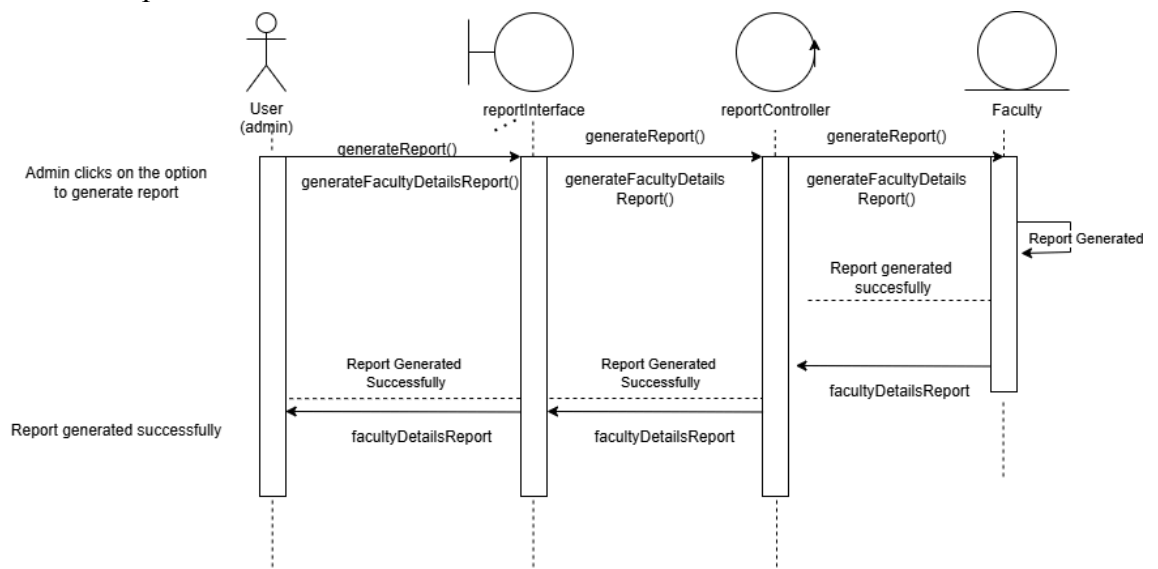 User
(admin)
reportInterface
reportController
Faculty
Admin clicks on the option
to generate report
generateReport()
generateFacultyDetailsReport()
generateReport()
generateFacultyDetails
Report()
generateReport()
generateFacultyDetails
Report()
Report Generated
Report generated
succesfully
facultyDetailsReport
Report Generated
Successfully
facultyDetailsReport
Report Generated
Successfully
facultyDetailsReport
Report generated successfully